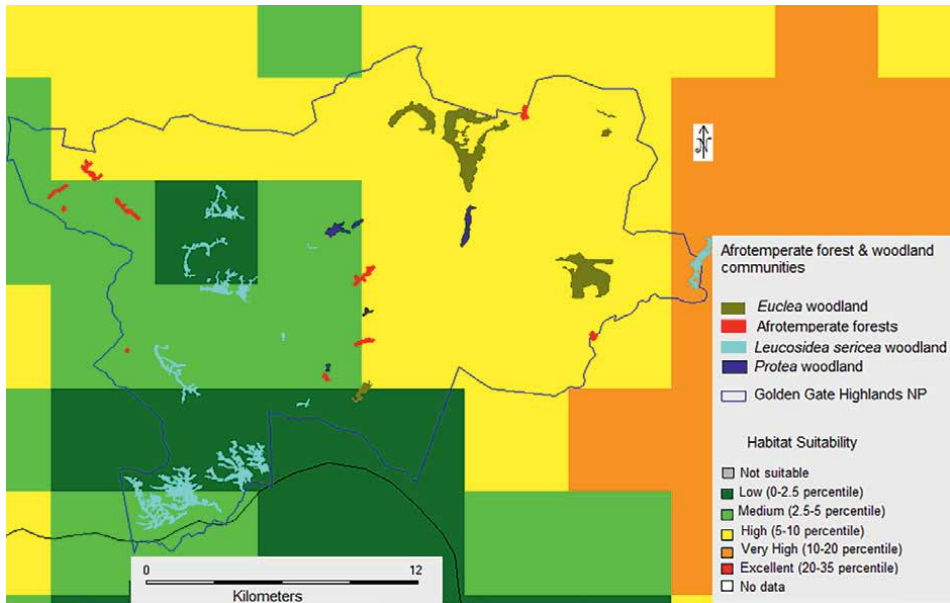 N
Afrotemperate forest & woodland
communities
Euclea woodland
Afrotemperate forests
Leucosidea sericea woodland
Protea woodland
Golden Gate Highlands NP
Habitat Suitability
Not suitable
Low (0-2.5 percentile)
Medium (2.5-5 percentile)
High (5-10 percentile)
Very High (10-20 percentile)
Excellent (20-35 percentile)
No data
0 12
Kilometers